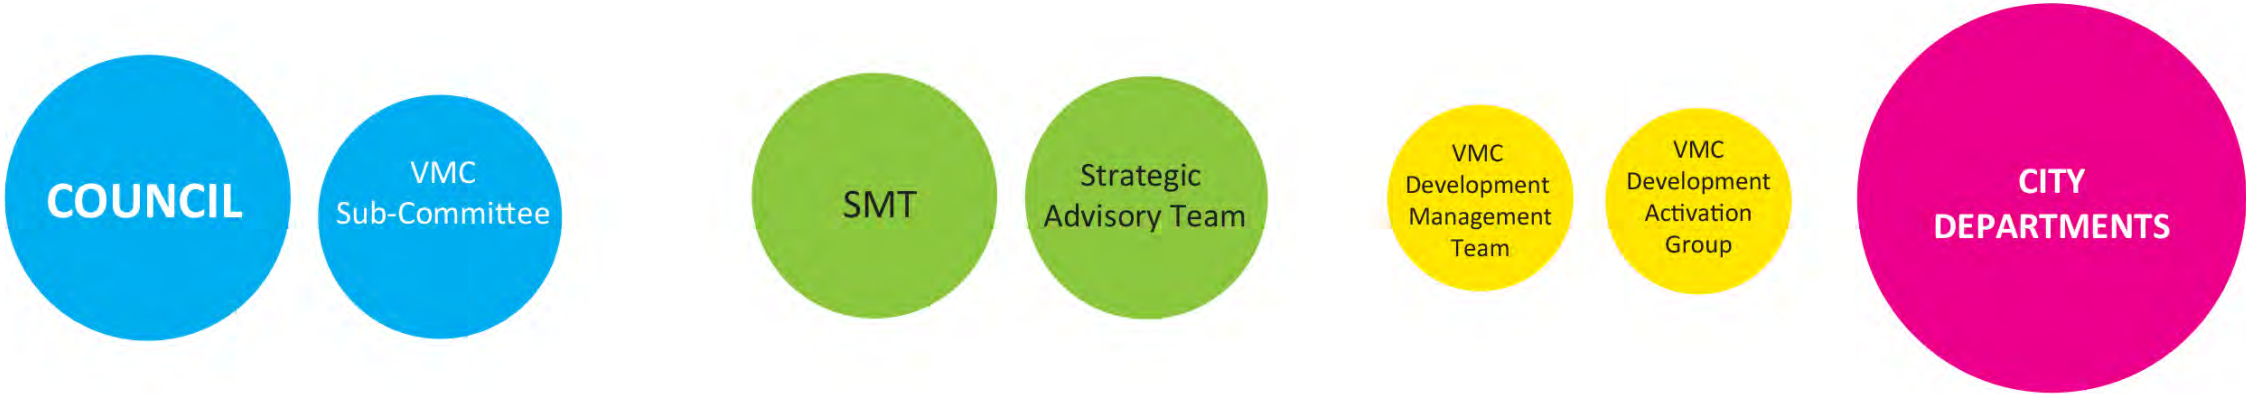 COUNCIL
VMC
Sub-Committee
SMT
Strategic
Advisory Team
VMC
Development
Management
Team
VMC
Development
Activation
Group
CITY
DEPARTMENTS